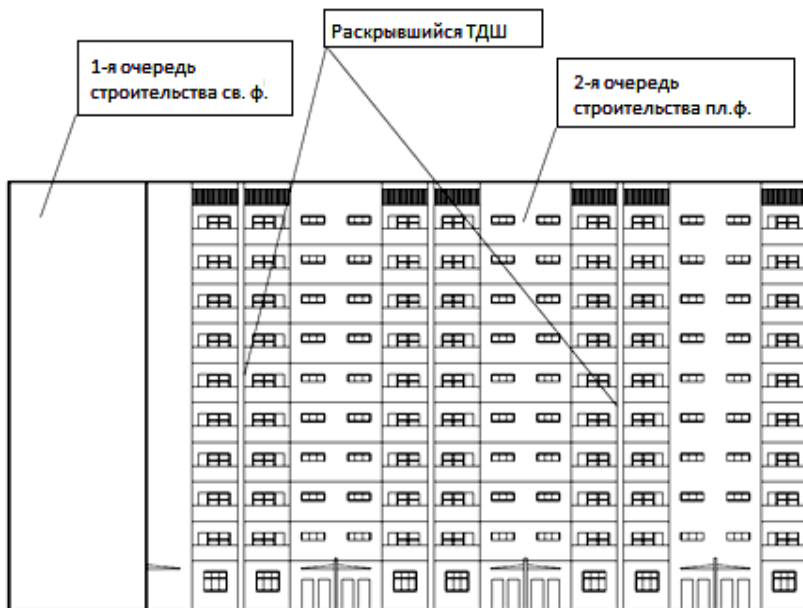 1-я очередь
строительства св. ф.
Раскрывшийся ТДШ
2-я очередь
строительства пл.ф.